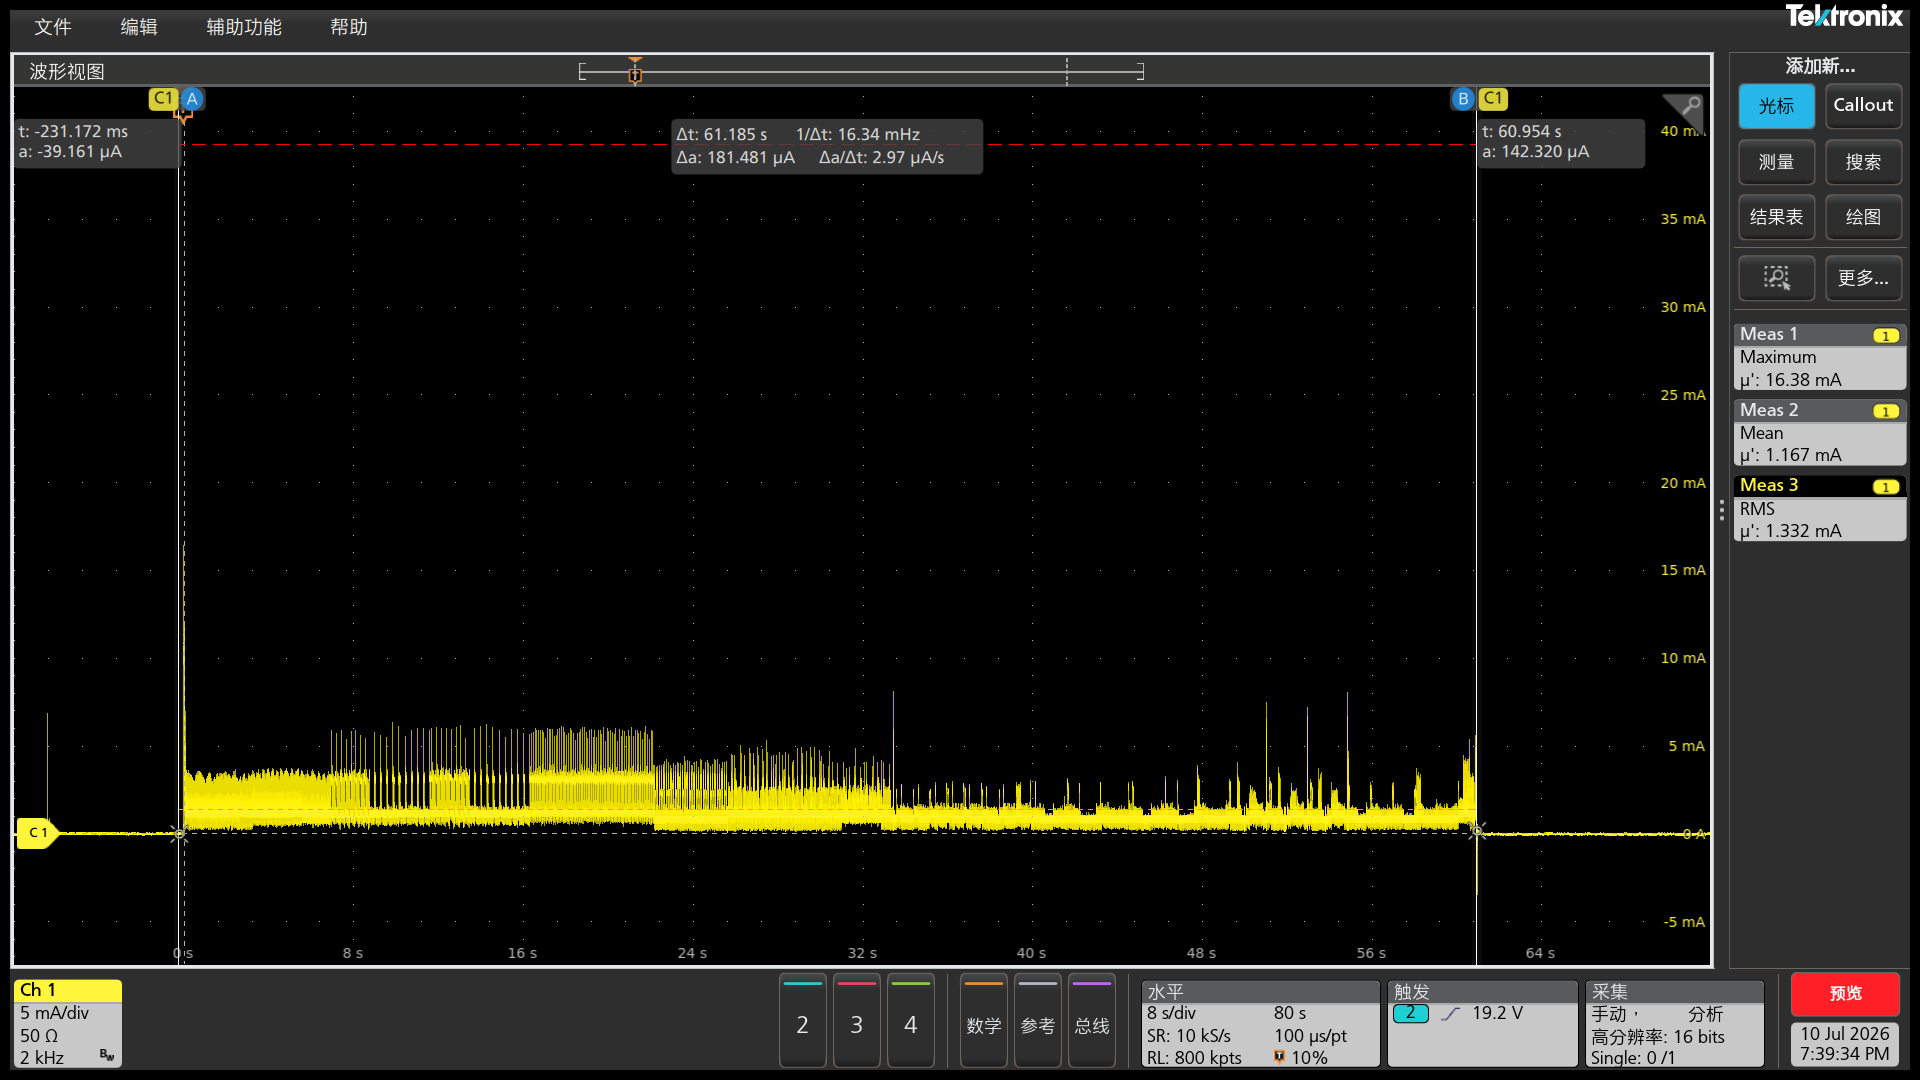 文件 编辑 辅助功能 帮助
Tektronix
波形视图
添加新...
光标 Callout
测量 搜索
结果表 绘图
更多...
C1 A
B C1
t: -231.172 ms
a: -39.161 µA
Δt: 61.185 s 1/Δt: 16.34 mHz
Δa: 181.481 µA Δa/Δt: 2.97 µA/s
t: 60.954 s
a: 142.320 µA
40 mA
35 mA
30 mA
25 mA
20 mA
15 mA
10 mA
5 mA
0 A
-5 mA
C1
0 s 8 s 16 s 24 s 32 s 40 s 48 s 56 s 64 s
Meas 1 1
Maximum
µ': 16.38 mA
Meas 2 1
Mean
µ': 1.167 mA
Meas 3 1
RMS
µ': 1.332 mA
Ch 1
5 mA/div
50 Ω
2 kHz Bw
2 3 4 数学 参考 总线
水平
8 s/div 80 s
SR: 10 kS/s 100 µs/pt
RL: 800 kpts T 10%
触发
2 19.2 V
采集
手动, 分析
高分辨率: 16 bits
Single: 0 /1
预览
10 Jul 2026
7:39:34 PM